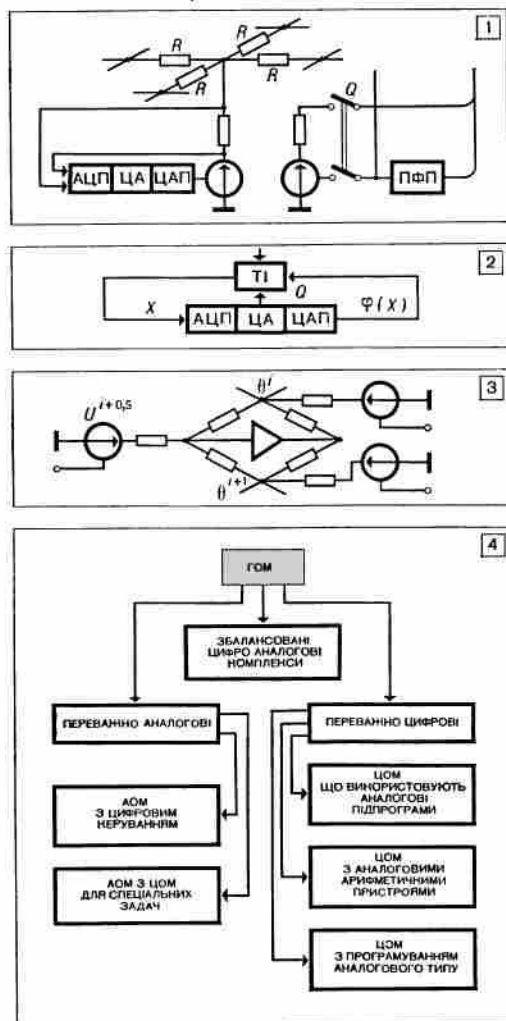 1
R
R
R
R
Q
АЦП ЦА ЦАП
ПФП
2
ТІ
Q
X
φ(X)
АЦП ЦА ЦАП
3
U^{i+0,5}
θ^i
θ^{i+1}
4
ГОМ
ЗБАЛАНСОВАНІ
ЦИФРО АНАЛОГОВІ
КОМПЛЕКСИ
ПЕРЕВАЖНО АНАЛОГОВІ
ПЕРЕВАЖНО ЦИФРОВІ
АОМ
З ЦИФРОВИМ
КЕРУВАННЯМ
ЦОМ
ЩО ВИКОРИСТОВУЮТЬ
АНАЛОГОВІ
ПІДПРОГРАМИ
АОМ З ЦОМ
ДЛЯ СПЕЦІАЛЬНИХ
ЗАДАЧ
ЦОМ
З АНАЛОГОВИМИ
АРИФМЕТИЧНИМИ
ПРИСТРОЯМИ
ЦОМ
З ПРОГРАМУВАННЯМ
АНАЛОГОВОГО ТИПУ